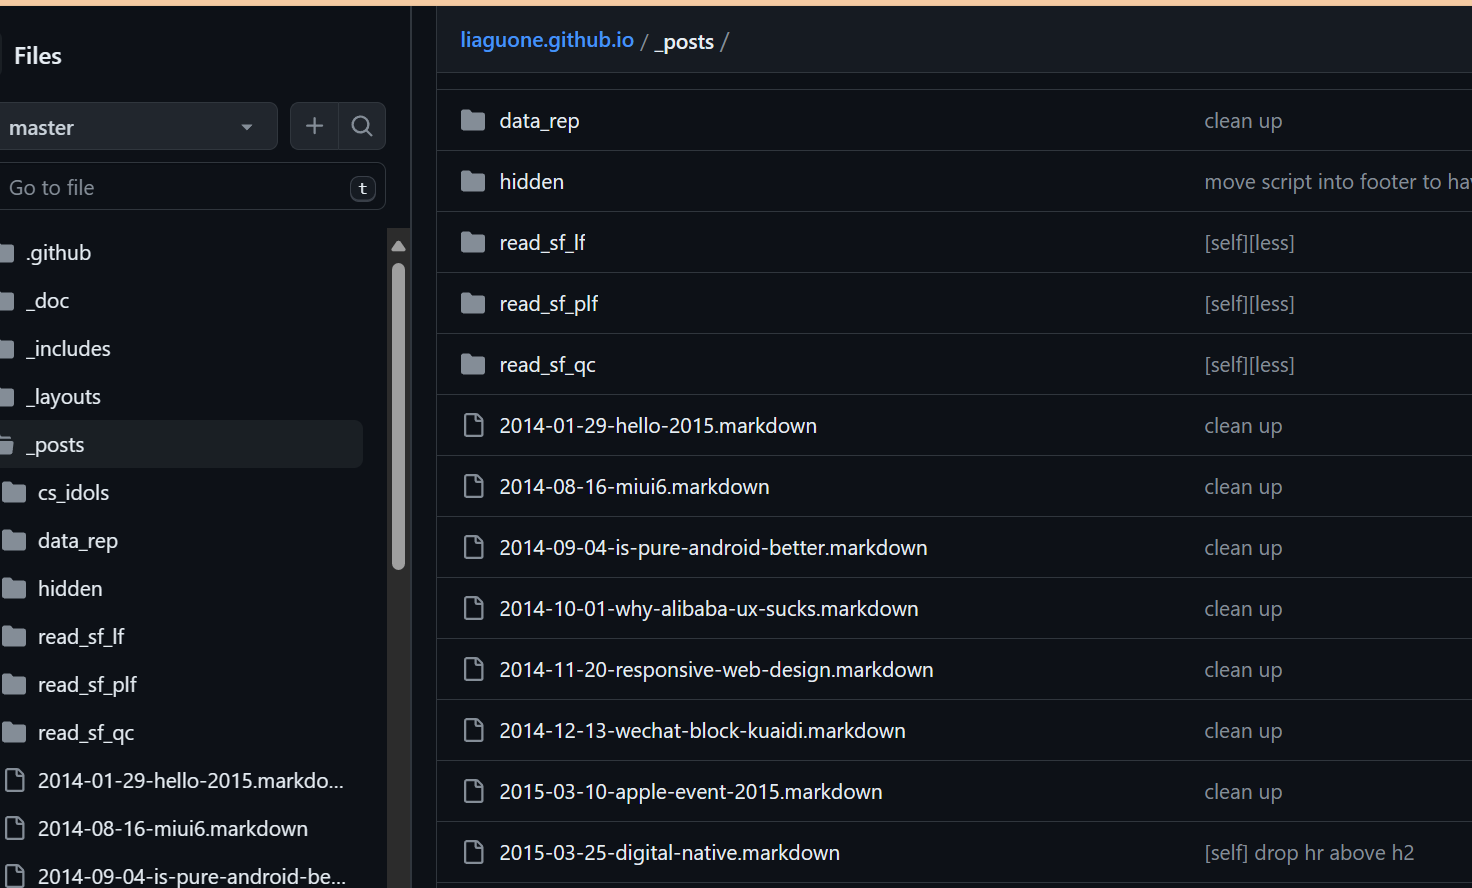 Files
master
Go to file
t
.github
_doc
_includes
_layouts
_posts
cs_idols
data_rep
hidden
read_sf_lf
read_sf_plf
read_sf_qc
2014-01-29-hello-2015.markdo...
2014-08-16-miui6.markdown
2014-09-04-is-pure-android-be...
liaguone.github.io / _posts /
data_rep clean up
hidden move script into footer to ha
read_sf_lf [self][less]
read_sf_plf [self][less]
read_sf_qc [self][less]
2014-01-29-hello-2015.markdown clean up
2014-08-16-miui6.markdown clean up
2014-09-04-is-pure-android-better.markdown clean up
2014-10-01-why-alibaba-ux-sucks.markdown clean up
2014-11-20-responsive-web-design.markdown clean up
2014-12-13-wechat-block-kuaidi.markdown clean up
2015-03-10-apple-event-2015.markdown clean up
2015-03-25-digital-native.markdown [self] drop hr above h2